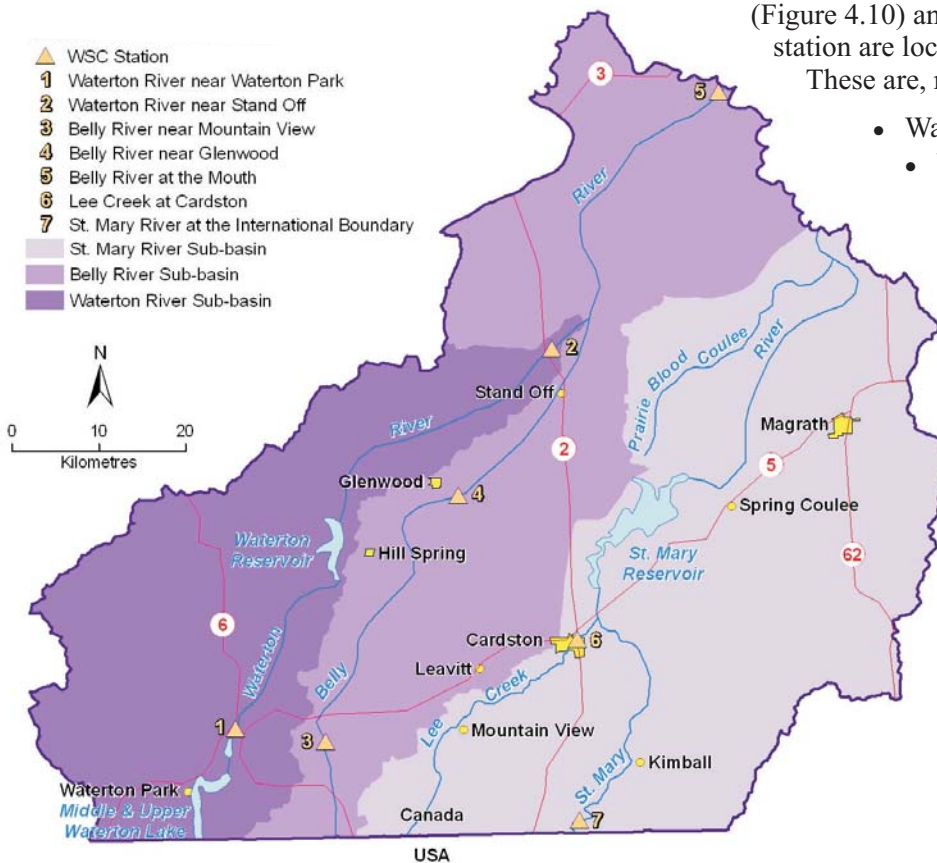 (Figure 4.10) an
station are loc
These are, r
• Wa
•
WSC Station
1 Waterton River near Waterton Park
2 Waterton River near Stand Off
3 Belly River near Mountain View
4 Belly River near Glenwood
5 Belly River at the Mouth
6 Lee Creek at Cardston
7 St. Mary River at the International Boundary
St. Mary River Sub-basin
Belly River Sub-basin
Waterton River Sub-basin
N
0 10 20
Kilometres
3
5
River
2
Stand Off
Prairie Blood Coulee
River
Magrath
River
2
5
Glenwood
4
Spring Coulee
Waterton
Reservoir
Hill Spring
St. Mary
Reservoir
62
6
Cardston
6
Waterton
Belly
Leavitt
Lee Creek
1
3
Mountain View
St. Mary
Kimball
Waterton Park
Middle & Upper
Waterton Lake
Canada
7
USA